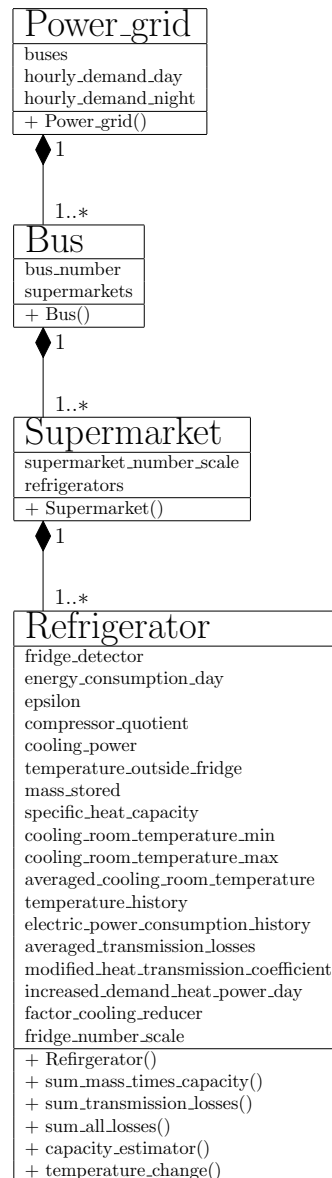 Power_grid
buses
hourly_demand_day
hourly_demand_night
+ Power_grid()
1
1..*
Bus
bus_number
supermarkets
+ Bus()
1
1..*
Supermarket
supermarket_number_scale
refrigerators
+ Supermarket()
1
1..*
Refrigerator
fridge_detector
energy_consumption_day
epsilon
compressor_quotient
cooling_power
temperature_outside_fridge
mass_stored
specific_heat_capacity
cooling_room_temperature_min
cooling_room_temperature_max
averaged_cooling_room_temperature
temperature_history
electric_power_consumption_history
averaged_transmission_losses
modified_heat_transmission_coefficient
increased_demand_heat_power_day
factor_cooling_reducer
fridge_number_scale
+ Refirgerator()
+ sum_mass_times_capacity()
+ sum_transmission_losses()
+ sum_all_losses()
+ capacity_estimator()
+ temperature_change()